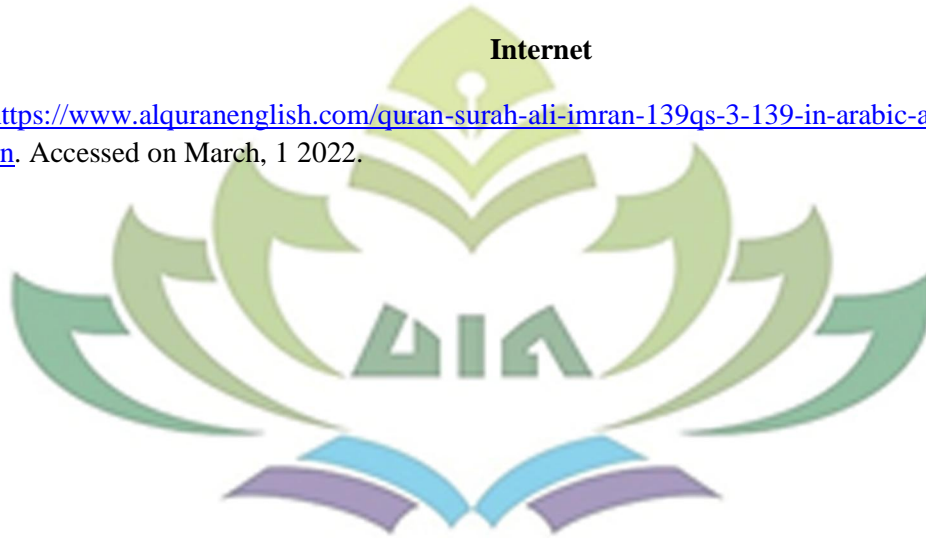 Internet
ttps://www.alquranenglish.com/quran-surah-ali-imran-139qs-3-139-in-arabic-a
n. Accessed on March, 1 2022.
UIN